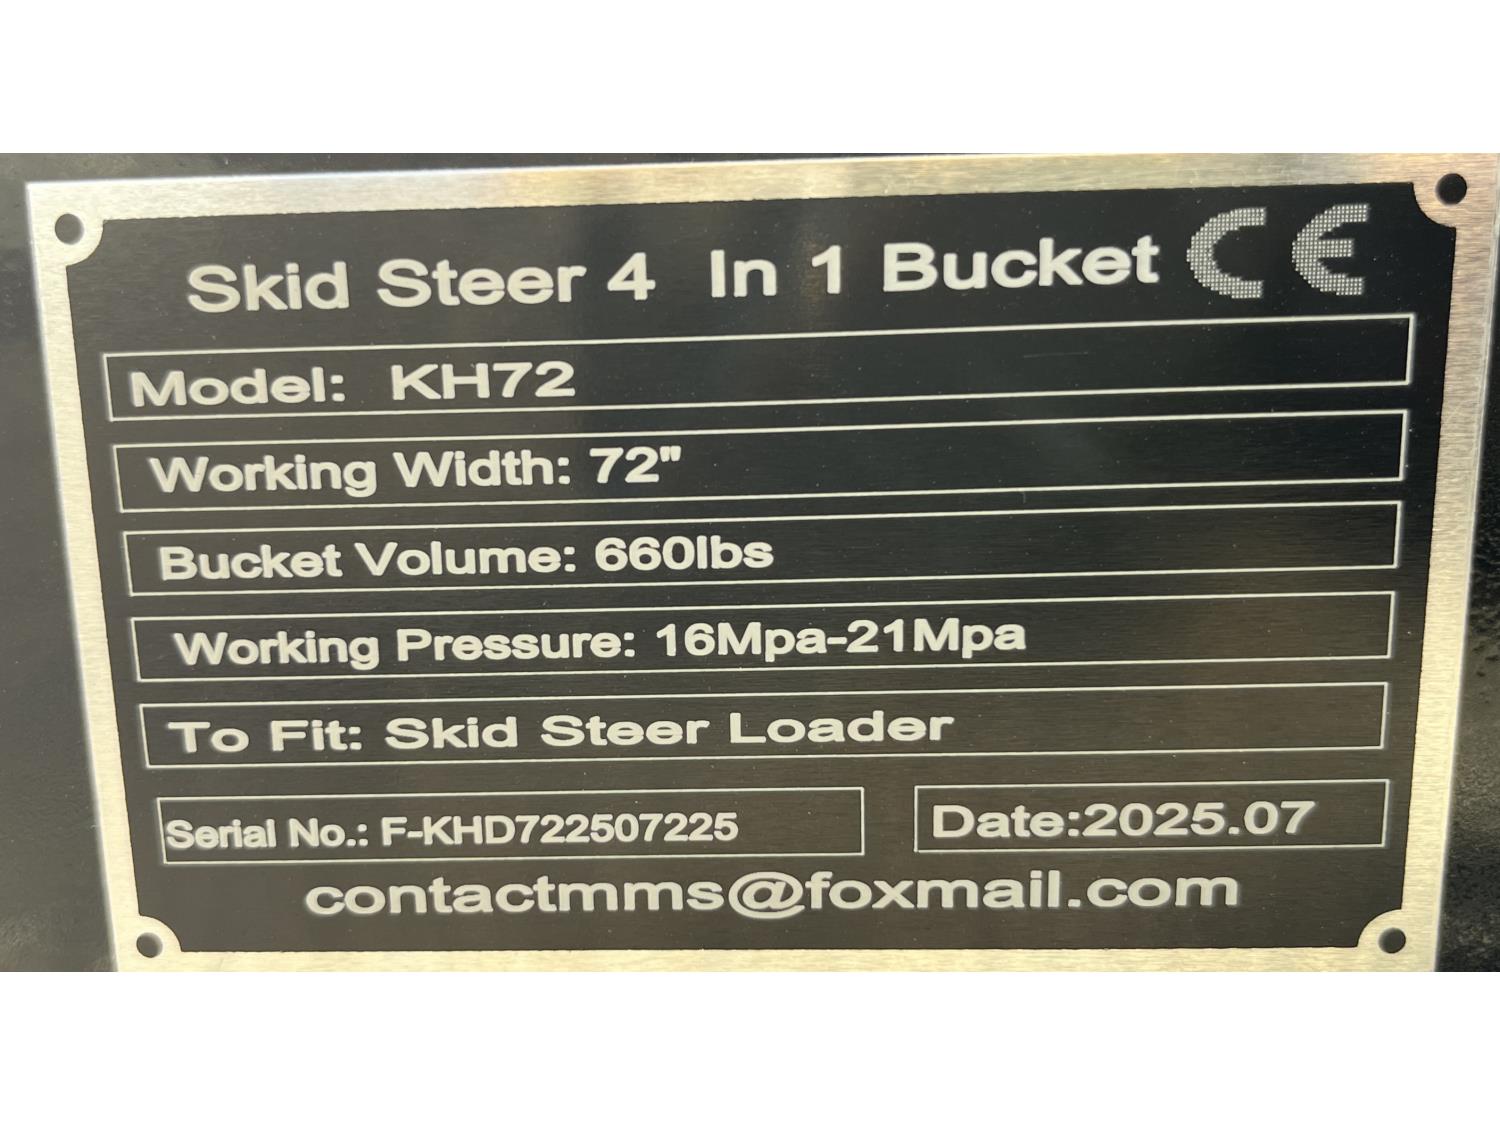 Skid Steer 4 In 1 Bucket CE
Model: KH72
Working Width: 72"
Bucket Volume: 660lbs
Working Pressure: 16Mpa-21Mpa
To Fit: Skid Steer Loader
Serial No.: F-KHD722507225 Date:2025.07
contactmms@foxmail.com